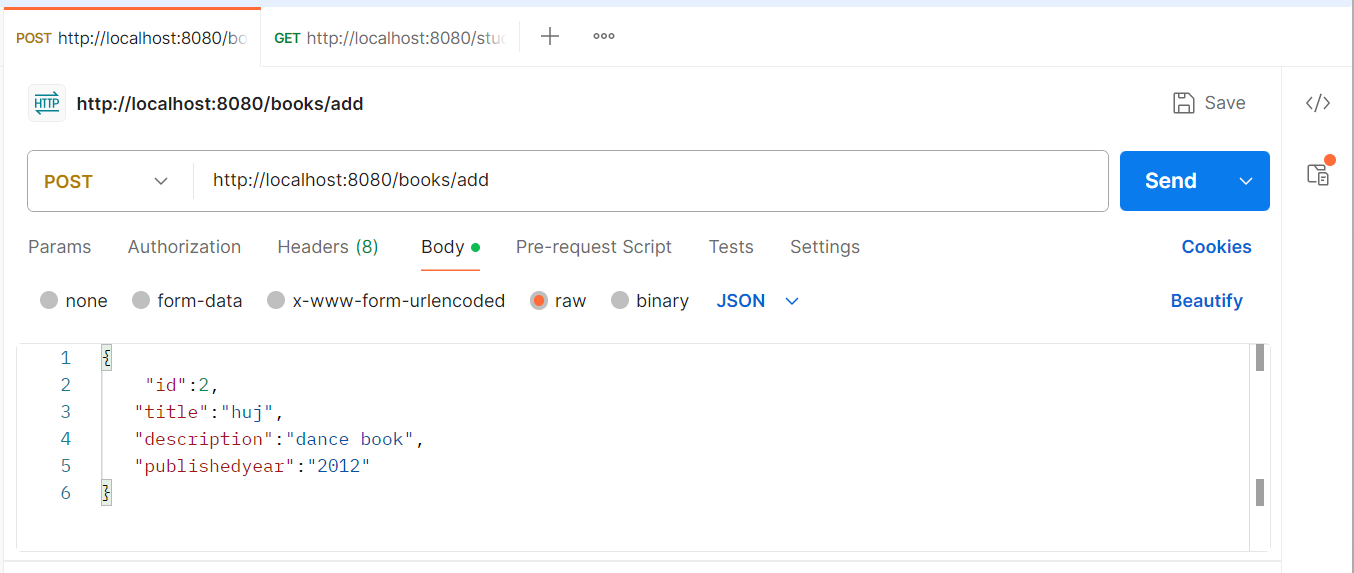 POST http://localhost:8080/bo GET http://localhost:8080/stu
HTTP http://localhost:8080/books/add Save
POST http://localhost:8080/books/add Send
Params Authorization Headers (8) Body Pre-request Script Tests Settings Cookies
none form-data x-www-form-urlencoded raw binary JSON Beautify
1 {
2 "id":2,
3 "title":"huj",
4 "description":"dance book",
5 "publishedyear":"2012"
6 }